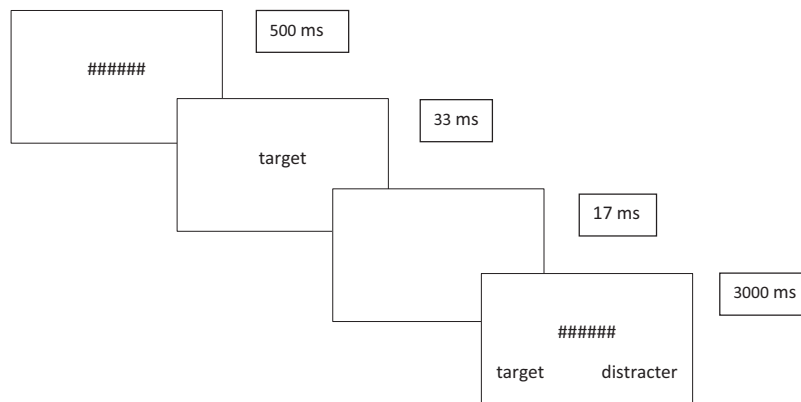 ######
500 ms
target
33 ms
17 ms
######
target distracter
3000 ms